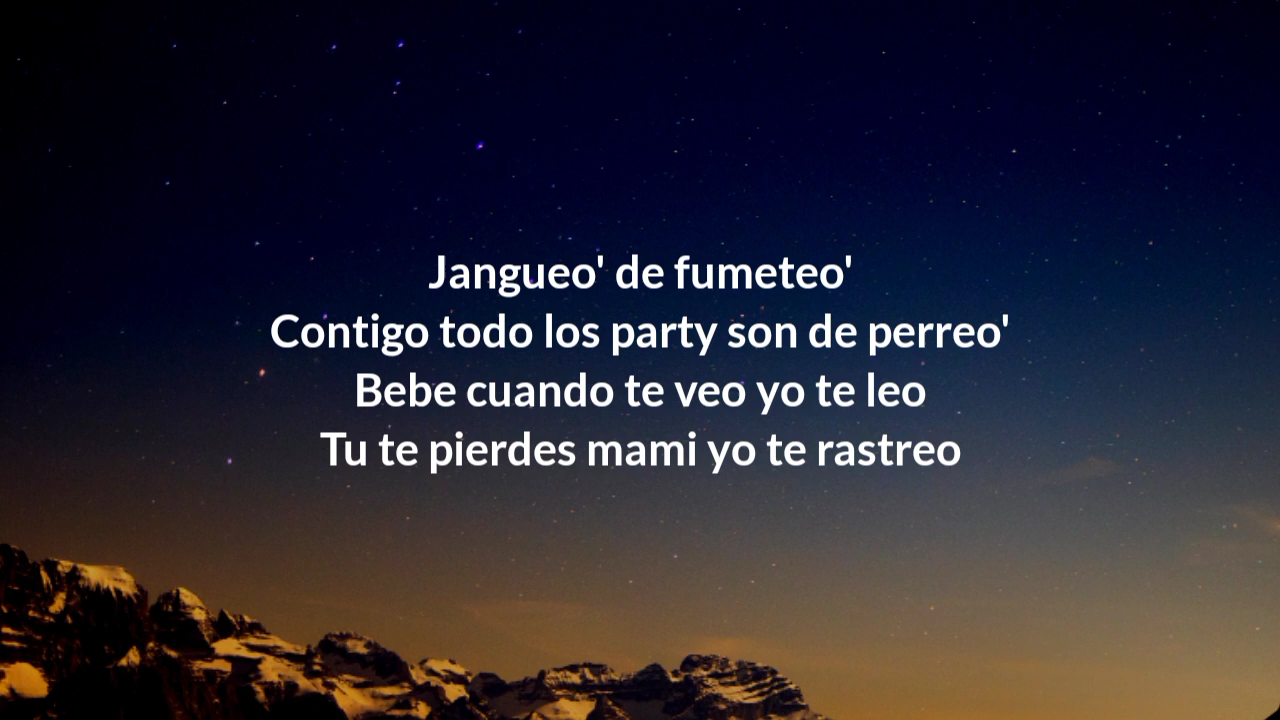 Jangueo' de fumeteo'
Contigo todo los party son de perreo'
Bebe cuando te veo yo te leo
Tu te pierdes mami yo te rastreo